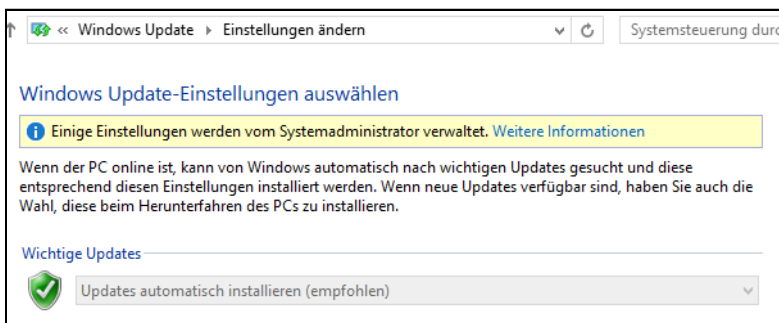 « Windows Update ▸ Einstellungen ändern
Systemsteuerung durc
Windows Update-Einstellungen auswählen
Einige Einstellungen werden vom Systemadministrator verwaltet. Weitere Informationen
Wenn der PC online ist, kann von Windows automatisch nach wichtigen Updates gesucht und diese
entsprechend diesen Einstellungen installiert werden. Wenn neue Updates verfügbar sind, haben Sie auch die
Wahl, diese beim Herunterfahren des PCs zu installieren.
Wichtige Updates
Updates automatisch installieren (empfohlen)